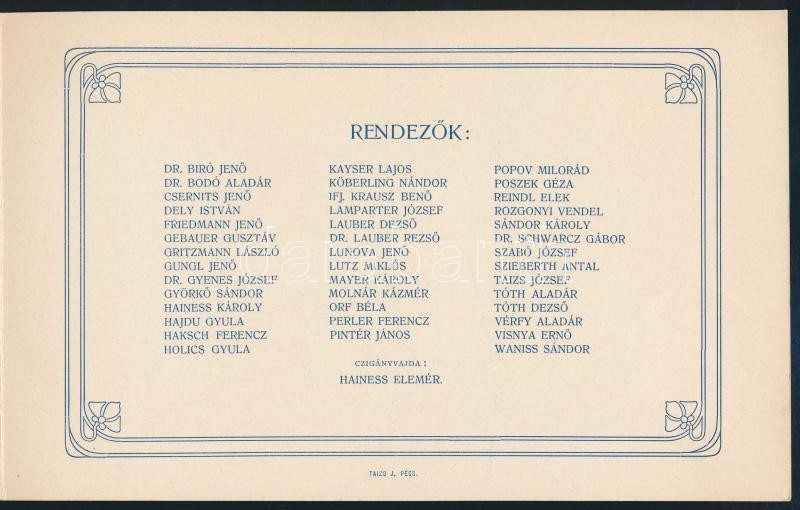 RENDEZŐK:
DR. BIRÓ JENŐ
DR. BODÓ ALADÁR
CSERNITS JENŐ
DELY ISTVÁN
FRIEDMANN JENŐ
GEBAUER GUSZTÁV
GRITZMANN LÁSZLÓ
GUNGL JENŐ
DR. GYENES JÓZSEF
GYÖRKŐ SÁNDOR
HAINESS KÁROLY
HAJDU GYULA
HAKSCH FERENCZ
HOLICS GYULA
KAYSER LAJOS
KÖBERLING NÁNDOR
IFJ. KRAUSZ BENŐ
LAMPARTER JÓZSEF
LAUBER DEZSŐ
DR. LAUBER REZSŐ
LUNOVA JENŐ
LUTZ MIKLÓS
MAYER KÁROLY
MOLNÁR KÁZMÉR
ORF BÉLA
PERLER FERENCZ
PINTÉR JÁNOS
POPOV MILORÁD
POSZEK GÉZA
REINDL ELEK
ROZGONYI VENDEL
SÁNDOR KÁROLY
DR. SCHWARCZ GÁBOR
SZABÓ JÓZSEF
SZIEBERTH ANTAL
TAIZS JÓZSEF
TÓTH ALADÁR
TÓTH DEZSŐ
VÉRFY ALADÁR
VISNYA ERNŐ
WANISS SÁNDOR
CZIGÁNYVAJDA:
HAINESS ELEMÉR.
TAIZS J. PÉCS.
darabanth